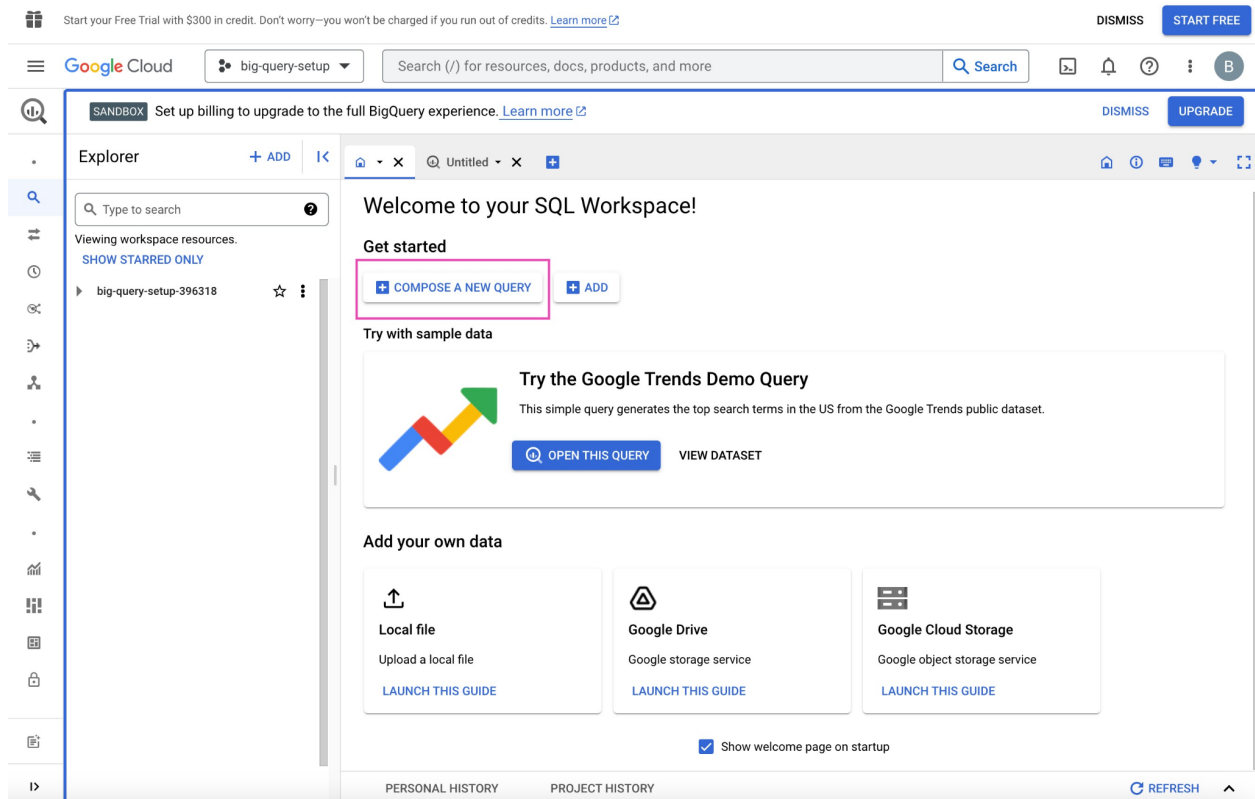 Start your Free Trial with $300 in credit. Don't worry—you won't be charged if you run out of credits. Learn more
DISMISS
START FREE
Google Cloud
big-query-setup
Search (/) for resources, docs, products, and more
Search
B
SANDBOX Set up billing to upgrade to the full BigQuery experience. Learn more
DISMISS
UPGRADE
Explorer
+ ADD
Untitled
Type to search
Viewing workspace resources.
SHOW STARRED ONLY
big-query-setup-396318
Welcome to your SQL Workspace!
Get started
COMPOSE A NEW QUERY
ADD
Try with sample data
Try the Google Trends Demo Query
This simple query generates the top search terms in the US from the Google Trends public dataset.
OPEN THIS QUERY
VIEW DATASET
Add your own data
Local file
Upload a local file
LAUNCH THIS GUIDE
Google Drive
Google storage service
LAUNCH THIS GUIDE
Google Cloud Storage
Google object storage service
LAUNCH THIS GUIDE
Show welcome page on startup
PERSONAL HISTORY
PROJECT HISTORY
REFRESH